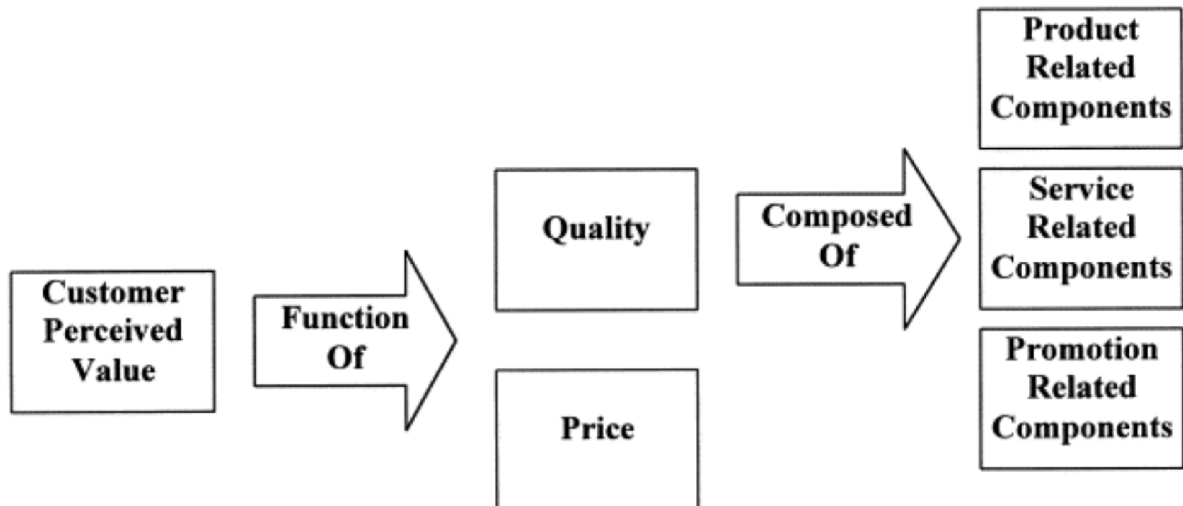 Customer
Perceived
Value
Function
Of
Quality
Price
Composed
Of
Product
Related
Components
Service
Related
Components
Promotion
Related
Components